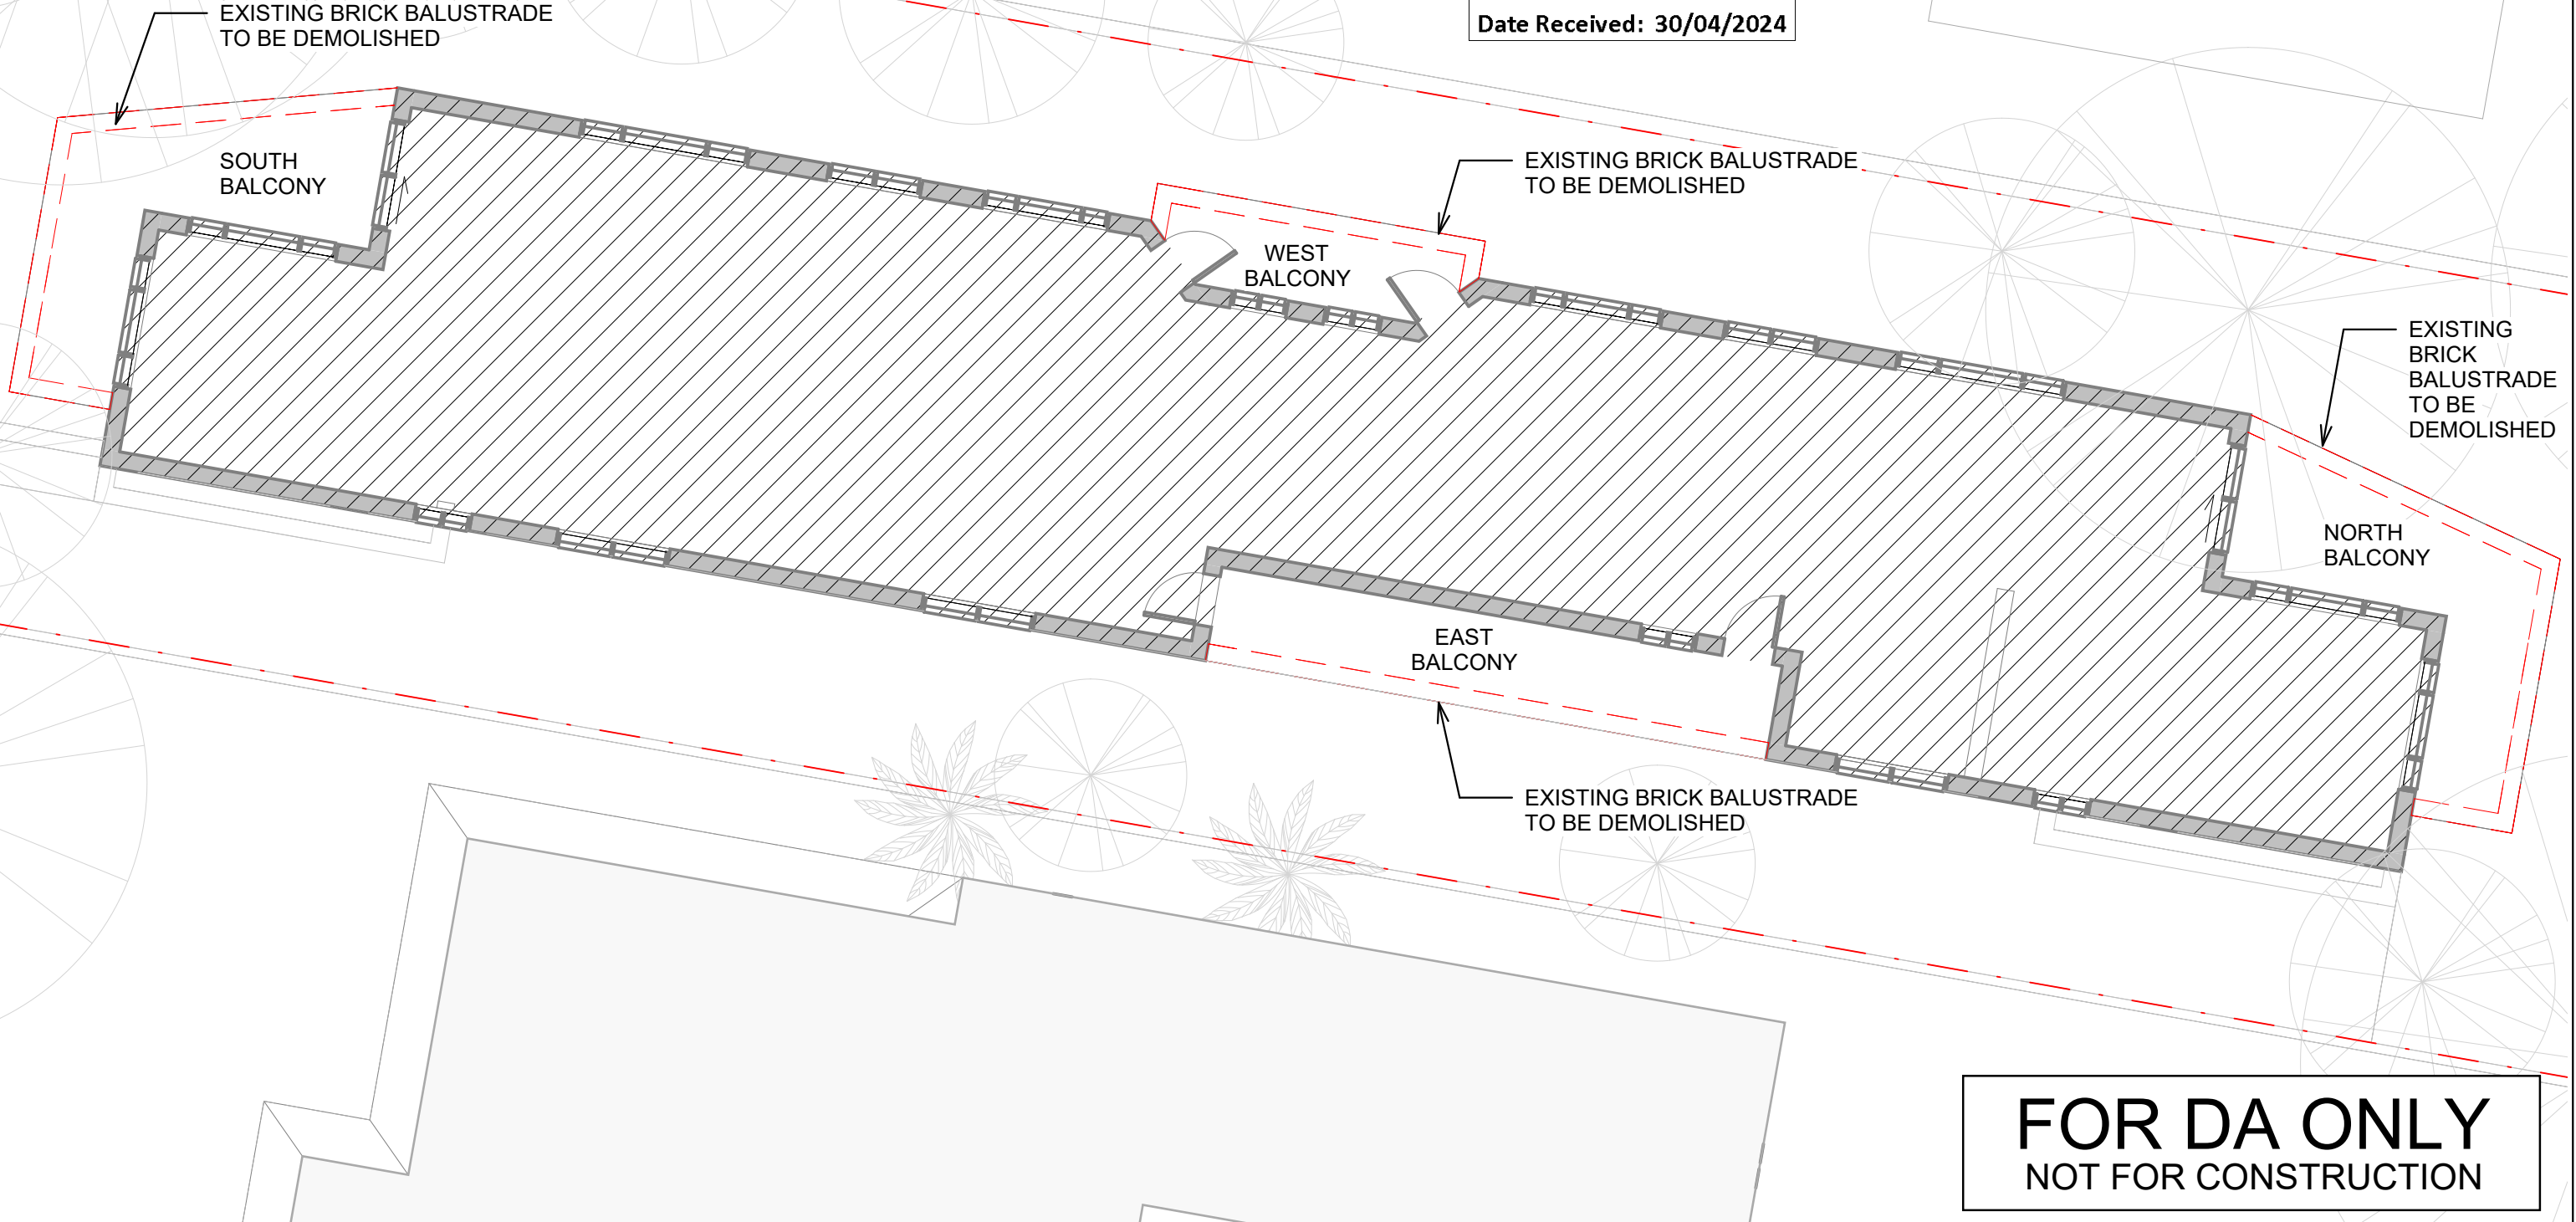 EXISTING BRICK BALUSTRADE
TO BE DEMOLISHED
Date Received: 30/04/2024
SOUTH
BALCONY
EXISTING BRICK BALUSTRADE
TO BE DEMOLISHED
WEST
BALCONY
EXISTING
BRICK
BALUSTRADE
TO BE
DEMOLISHED
NORTH
BALCONY
EAST
BALCONY
EXISTING BRICK BALUSTRADE
TO BE DEMOLISHED
FOR DA ONLY
NOT FOR CONSTRUCTION